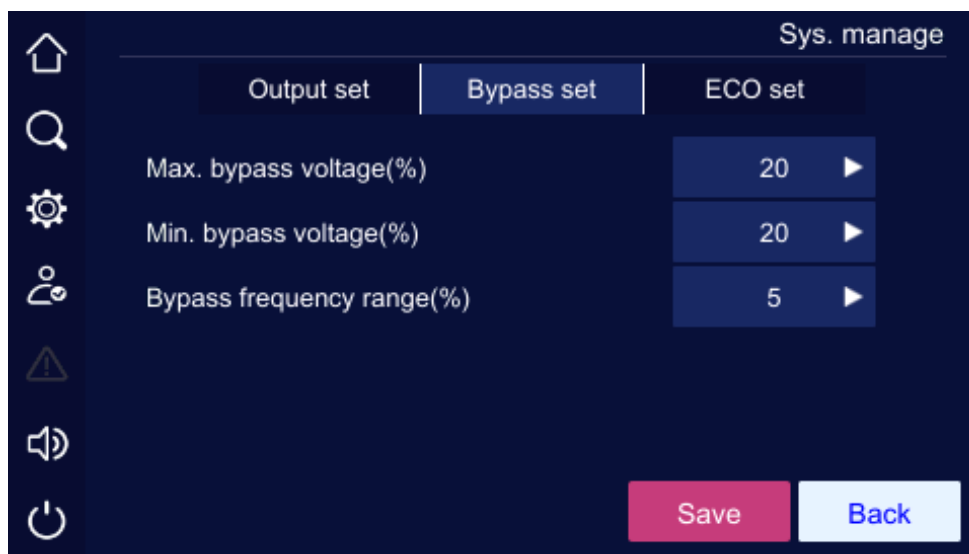 Sys. manage
Output set Bypass set ECO set
Max. bypass voltage(%) 20
Min. bypass voltage(%) 20
Bypass frequency range(%) 5
Save Back